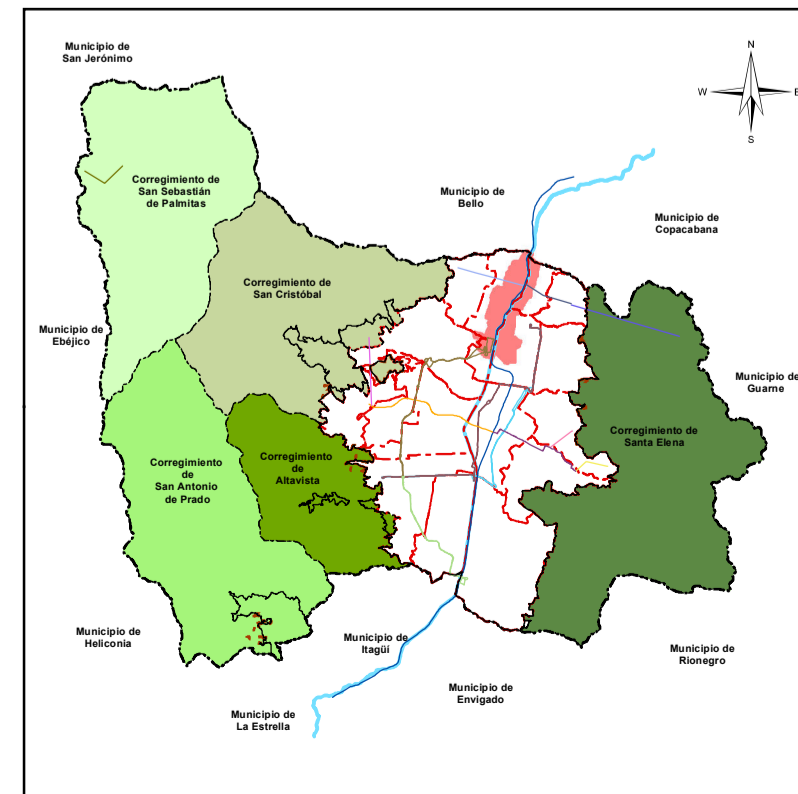 Municipio de
San Jerónimo
N
W
E
S
Corregimiento de
San Sebastián
de Palmitas
Municipio de
Bello
Municipio de
Copacabana
Corregimiento de
San Cristóbal
Municipio de
Ebéjico
Municipio de
Guarne
Corregimiento de
Santa Elena
Corregimiento
de
Altavista
Corregimiento
de
San Antonio
de Prado
Municipio de
Heliconia
Municipio de
Itagüí
Municipio de
Rionegro
Municipio de
Envigado
Municipio de
La Estrella